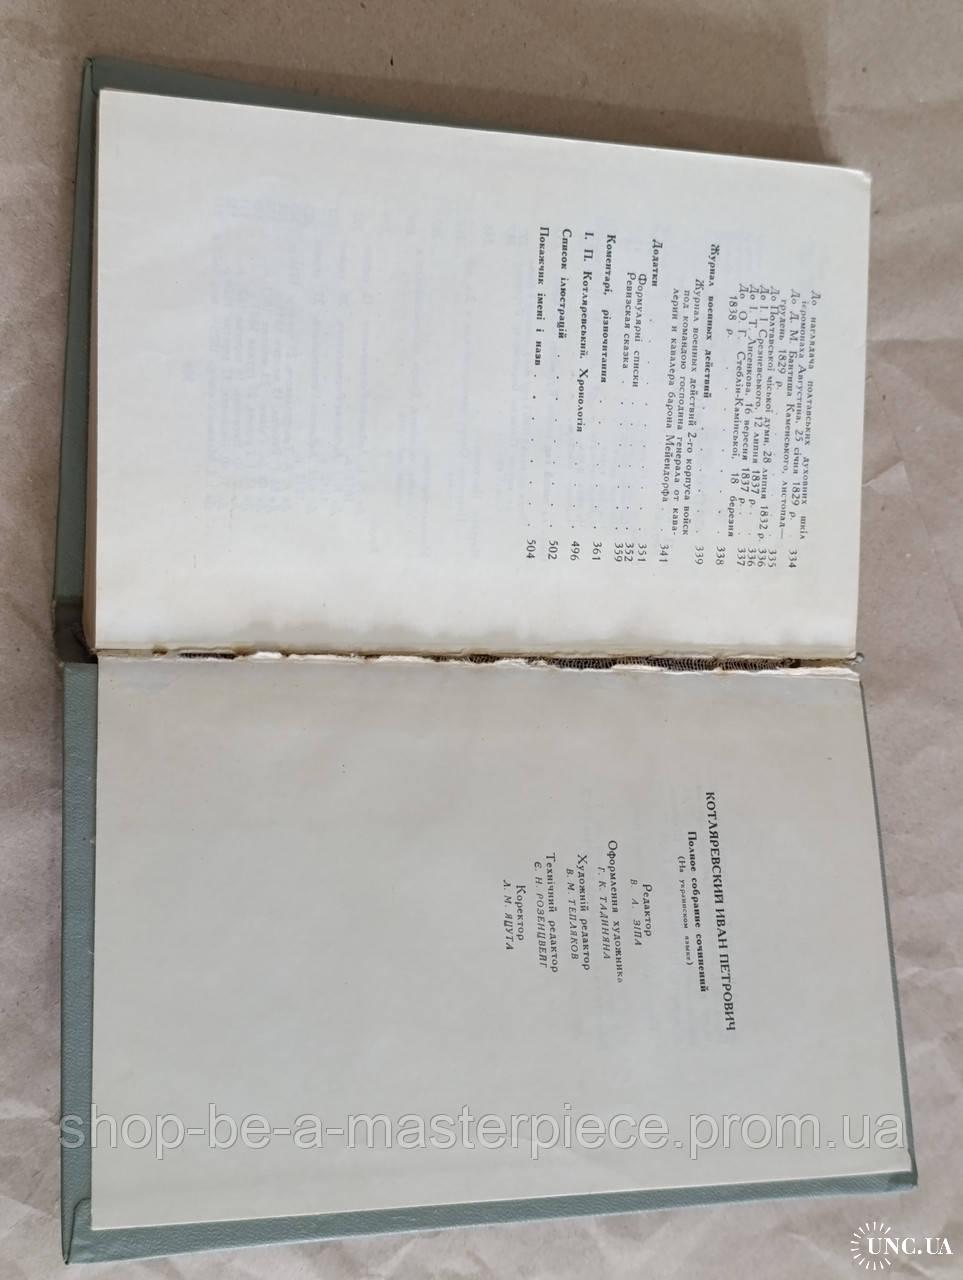 До наглядача полтавських духовних шкіл
ієромонаха Августина, 25 січня 1829 р. 334
До Д. М. Бантиша Каменського, листопад—
грудень 1829 р. . . . . 335
До Полтавської міської думи, 28 липня 1832 р. 336
До І. І Срезневського, 12 липня 1837 р. . 336
До І. Т. Лисенкова, 16 вересня 1837 р. . 337
До О. Г. Стеблін-Камінської, 18 березня
1838 р. . . . . . 338
Журнал военных действий . . . . . 339
Журнал военных действий 2-го корпуса войск
под командою господина генерала от кава-
лерии и кавалера барона Мейендорфа . 341
Додатки . . . . . . 351
Формулярні списки . . . . . 352
Ревизская сказка . . . . . 359
Коментарі, різночитання . . . . 361
І. П. Котляревський. Хронологія . . . 496
Список ілюстрацій . . . . . 502
Покажчик імені і назв . . . . . 504
КОТЛЯРЕВСКИЙ ИВАН ПЕТРОВИЧ
Полное собрание сочинений
(На украинском языке)
Редактор
В. А. ЗІПА
Оформлення художника
Г. К. ТАДИНЯНА
Художній редактор
В. М. ТЕПЛЯКОВ
Технічний редактор
Є. Н. РОЗЕНЦВЕЙГ
Коректор
Л. М. ЯЦУТА
shop-be-a-masterpiece.prom.ua
UNC.UA